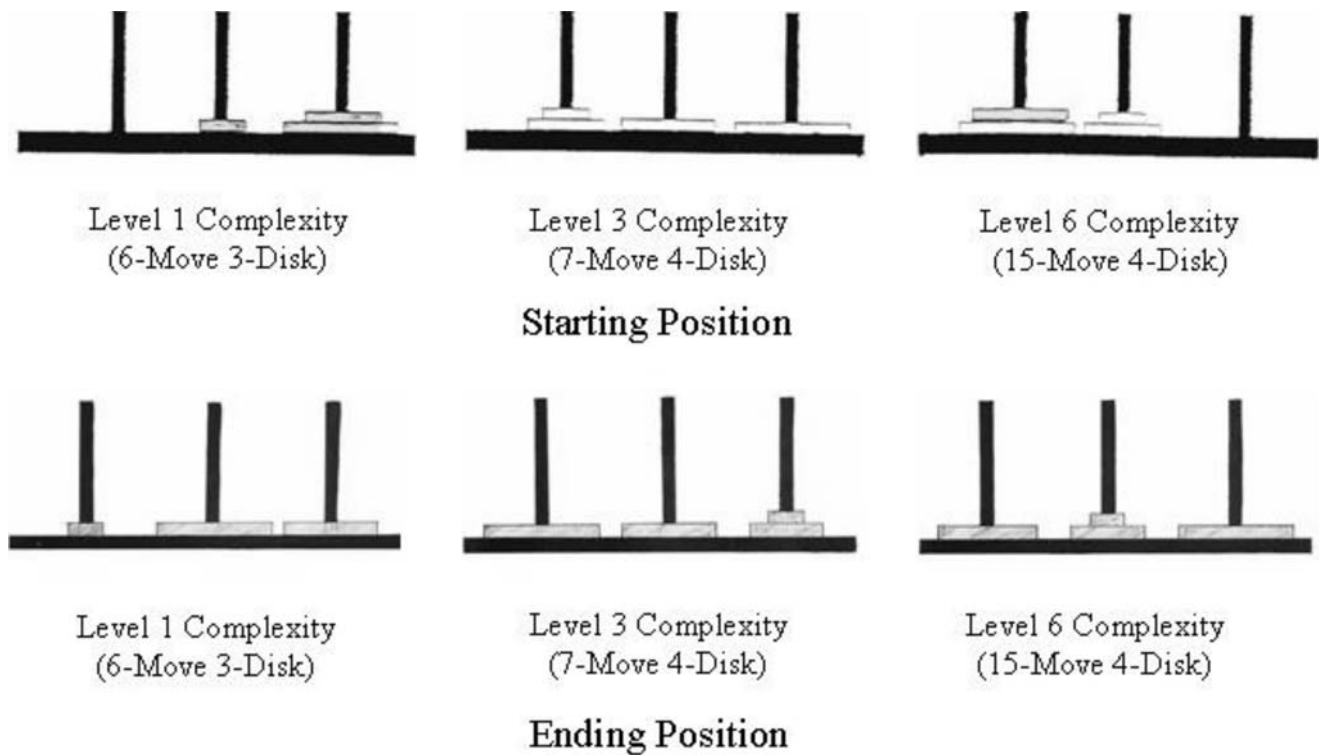 Level 1 Complexity
(6-Move 3-Disk)
Level 3 Complexity
(7-Move 4-Disk)
Level 6 Complexity
(15-Move 4-Disk)
Starting Position
Level 1 Complexity
(6-Move 3-Disk)
Level 3 Complexity
(7-Move 4-Disk)
Level 6 Complexity
(15-Move 4-Disk)
Ending Position